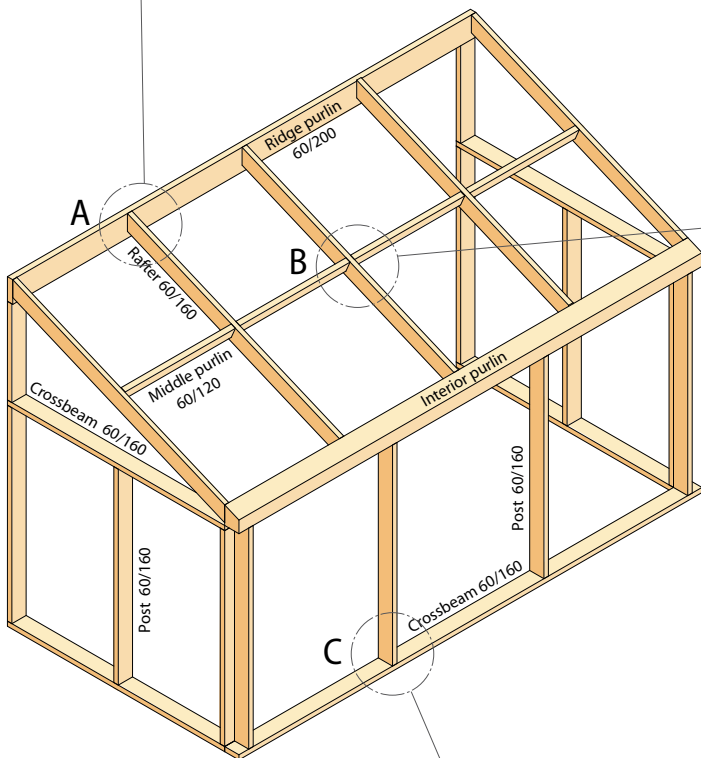 Ridge purlin
60/200
A
Rafter 60/160
B
Middle purlin
60/120
Interior purlin
Crossbeam 60/160
Post 60/160
Post 60/160
Crossbeam 60/160
C